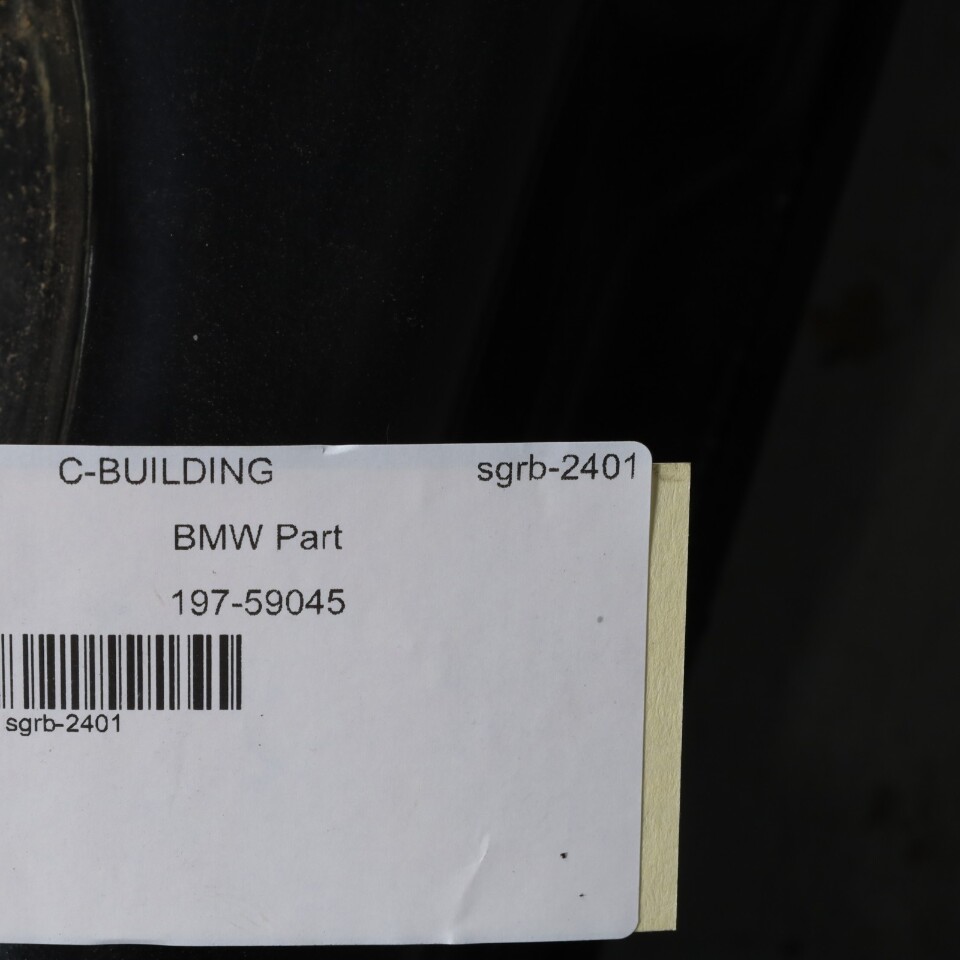 C-BUILDING sgrb-2401
BMW Part
197-59045
sgrb-2401